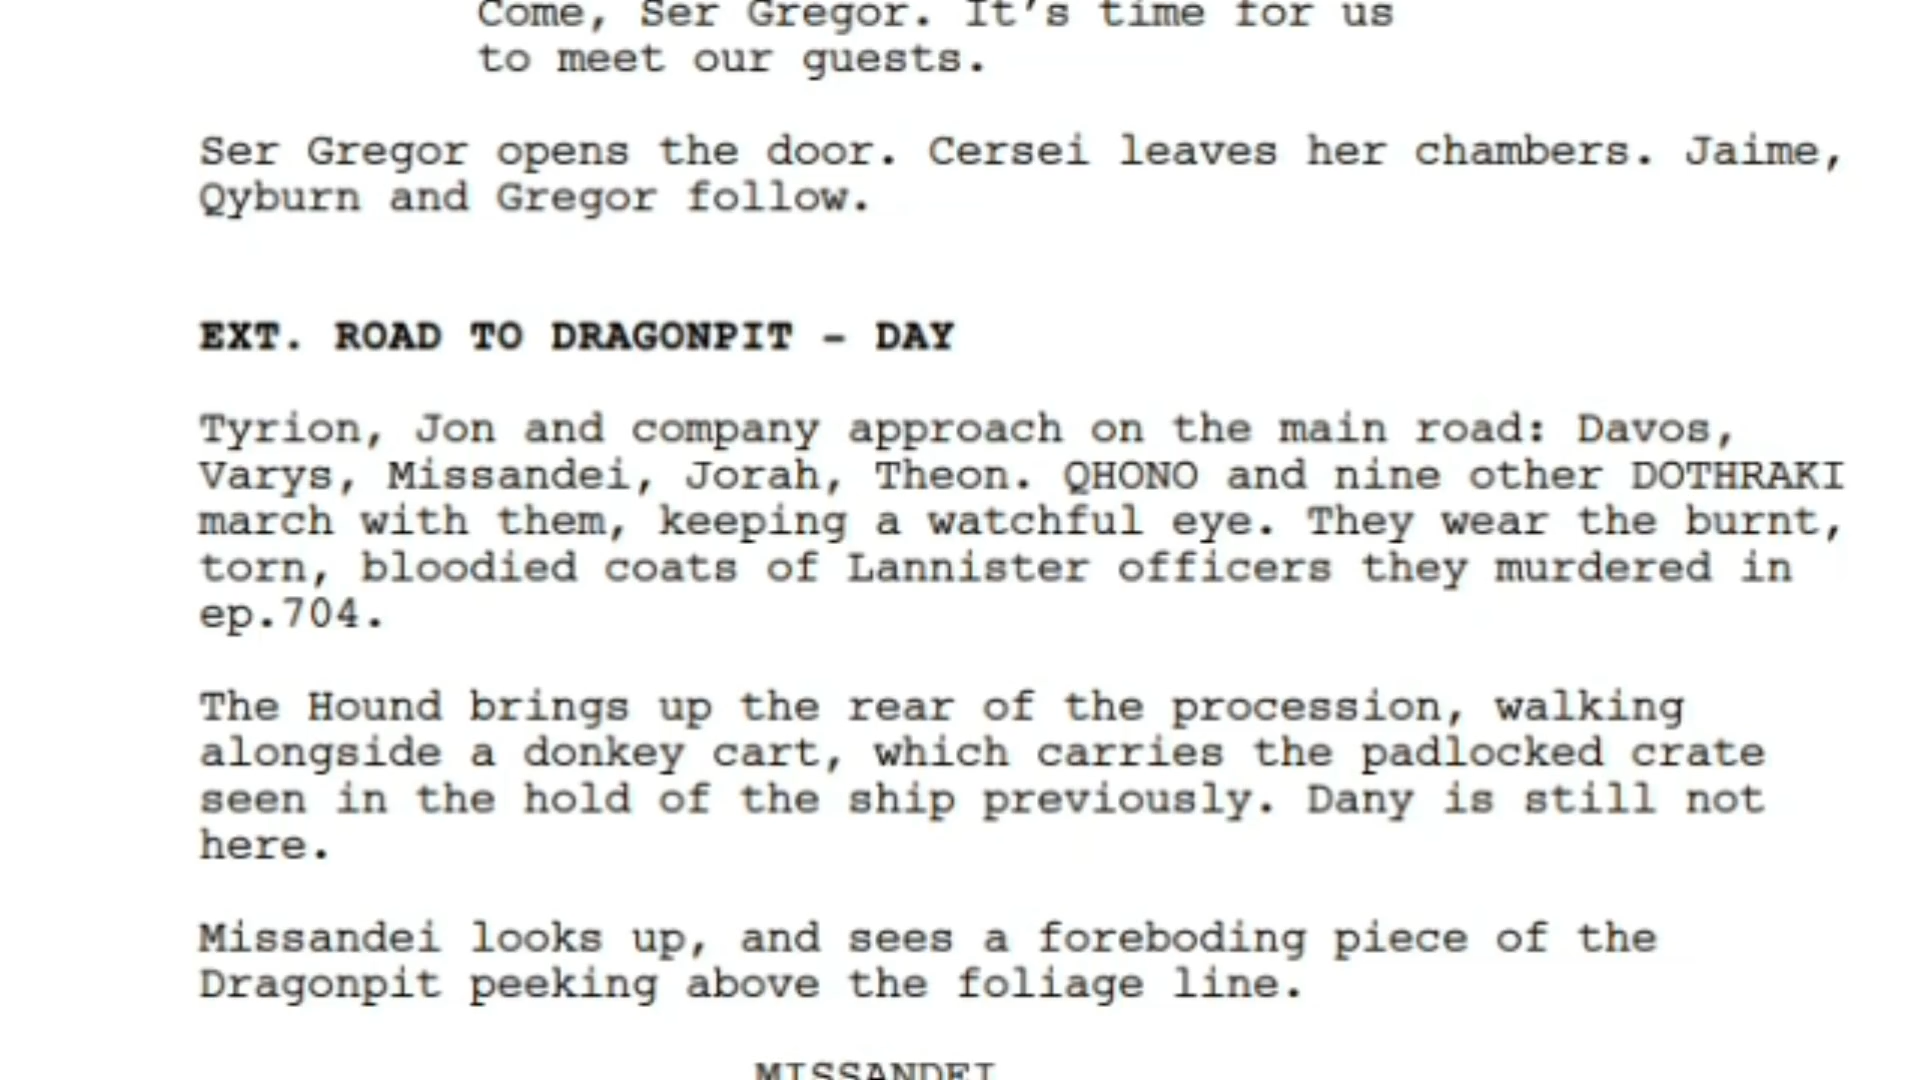 Come, Ser Gregor. It's time for us
to meet our guests.
Ser Gregor opens the door. Cersei leaves her chambers. Jaime,
Qyburn and Gregor follow.
EXT. ROAD TO DRAGONPIT - DAY
Tyrion, Jon and company approach on the main road: Davos,
Varys, Missandei, Jorah, Theon. QHONO and nine other DOTHRAKI
march with them, keeping a watchful eye. They wear the burnt,
torn, bloodied coats of Lannister officers they murdered in
ep.704.
The Hound brings up the rear of the procession, walking
alongside a donkey cart, which carries the padlocked crate
seen in the hold of the ship previously. Dany is still not
here.
Missandei looks up, and sees a foreboding piece of the
Dragonpit peeking above the foliage line.
MISSANDEI